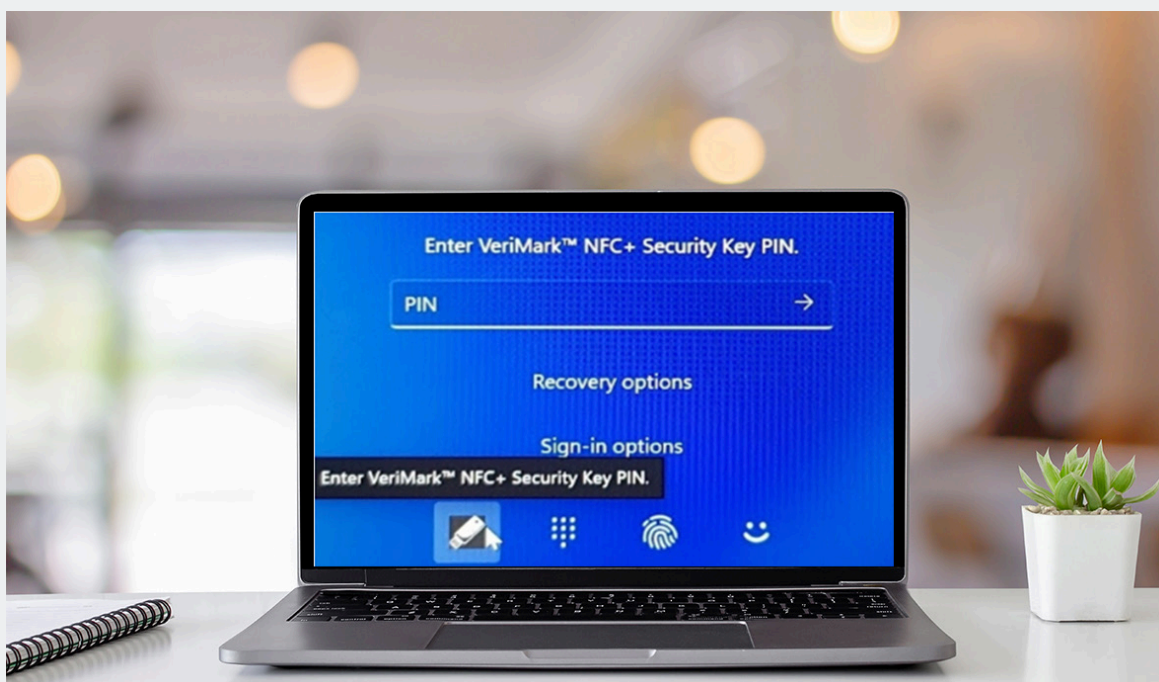 Enter VeriMark™ NFC+ Security Key PIN.
PIN
Recovery options
Sign-in options
Enter VeriMark™ NFC+ Security Key PIN.